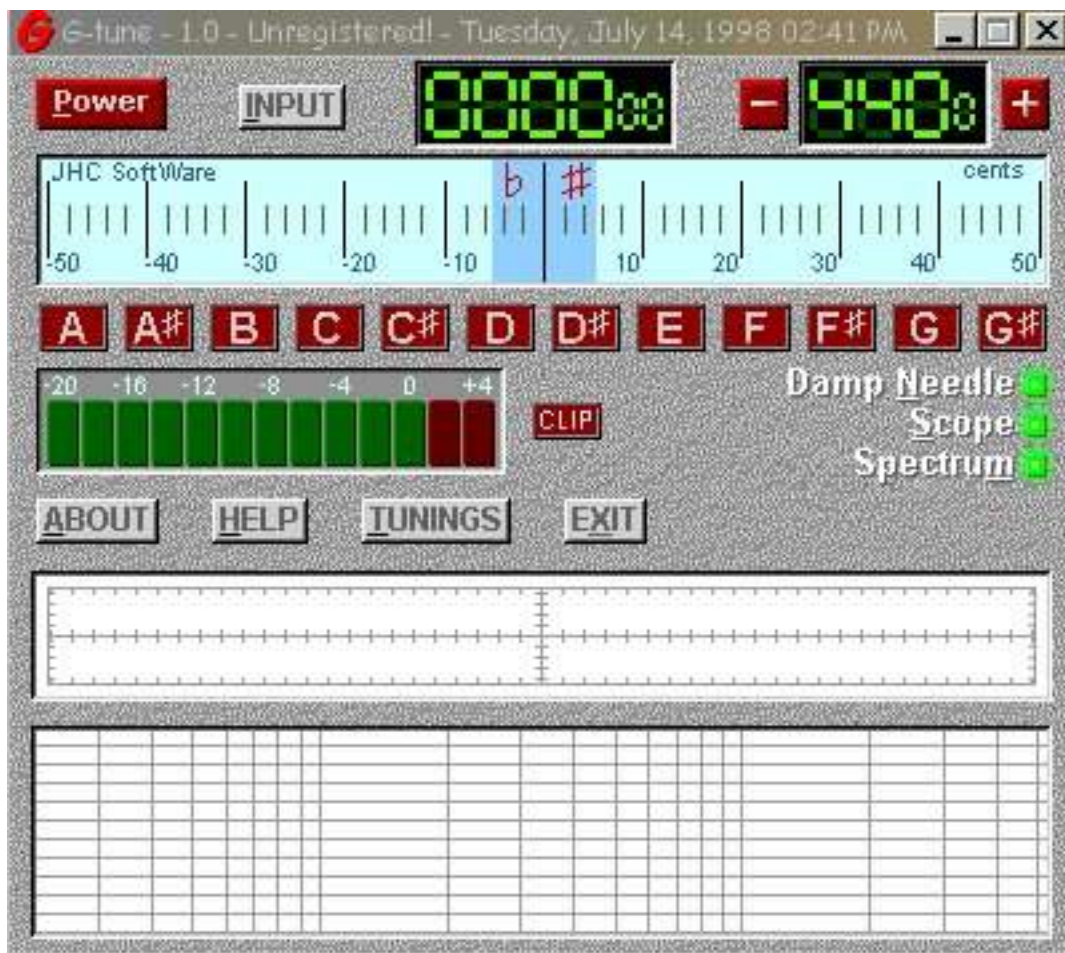 G-tune - 1.0 - Unregistered! - Tuesday, July 14, 1998 02:41 PM
Power INPUT 000000 - 4400 +
JHC SoftWare ♭ ♯ cents
-50 -40 -30 -20 -10 10 20 30 40 50
A A♯ B C C♯ D D♯ E F F♯ G G♯
-20 -16 -12 -8 -4 0 +4
CLIP
Damp Needle
Scope
Spectrum
ABOUT HELP TUNINGS EXIT